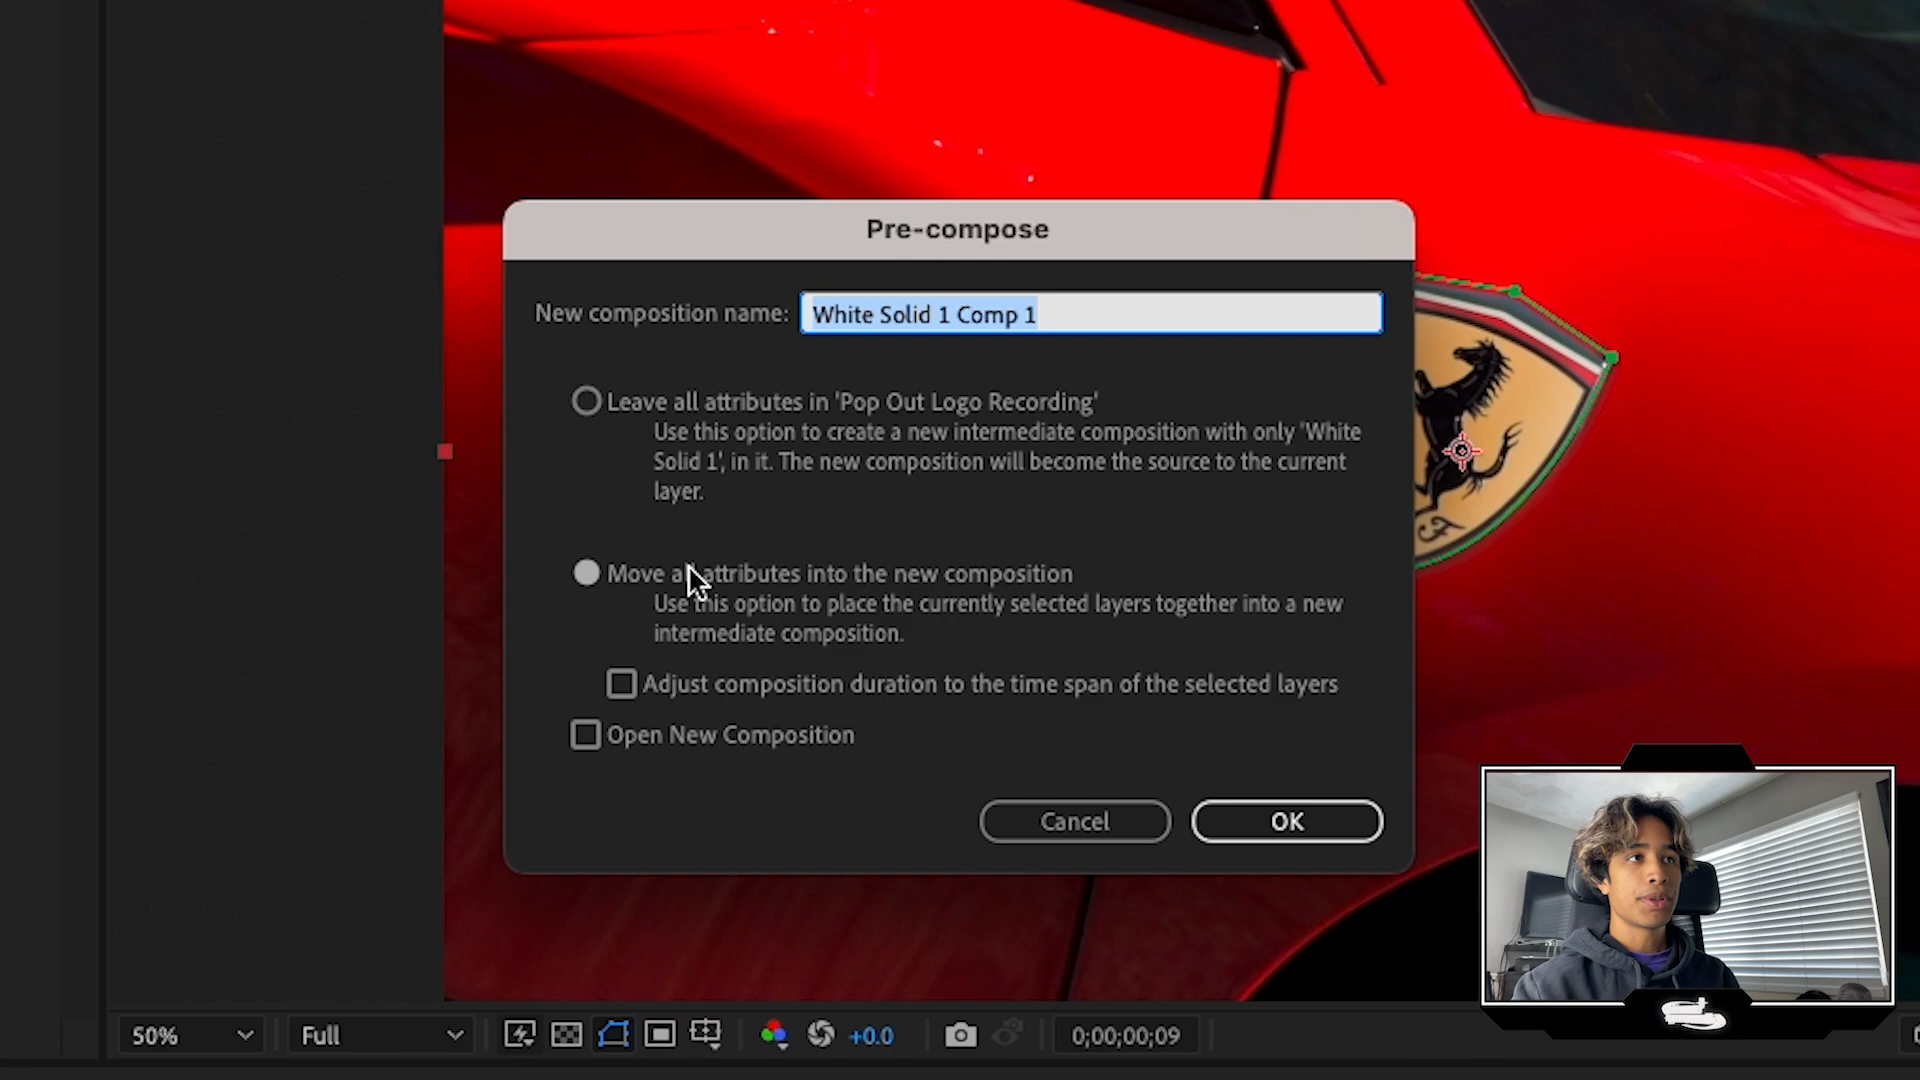 Pre-compose
New composition name: White Solid 1 Comp 1
Leave all attributes in 'Pop Out Logo Recording'
Use this option to create a new intermediate composition with only 'White
Solid 1', in it. The new composition will become the source to the current
layer.
Move all attributes into the new composition
Use this option to place the currently selected layers together into a new
intermediate composition.
Adjust composition duration to the time span of the selected layers
Open New Composition
Cancel OK
50% Full +0.0 0;00;00;09